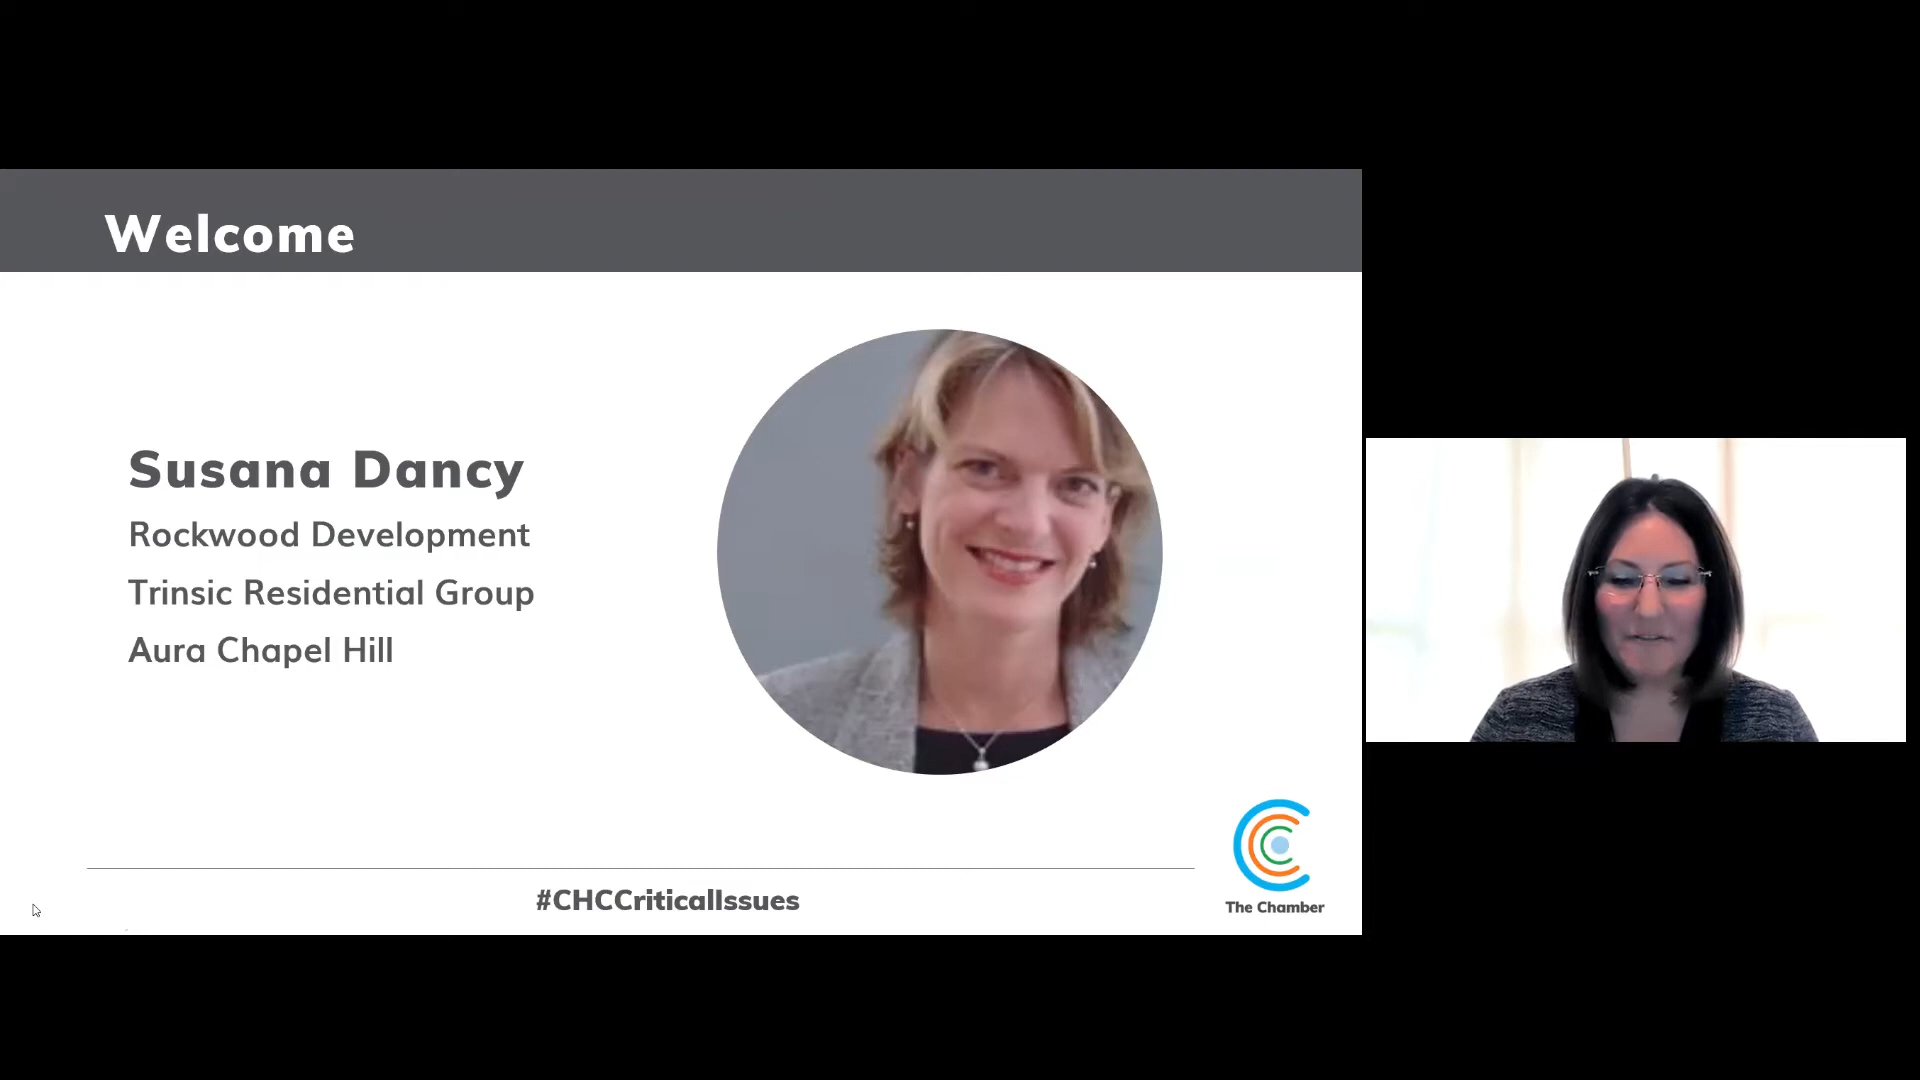 Welcome
Susana Dancy
Rockwood Development
Trinsic Residential Group
Aura Chapel Hill
#CHCCriticalIssues
The Chamber